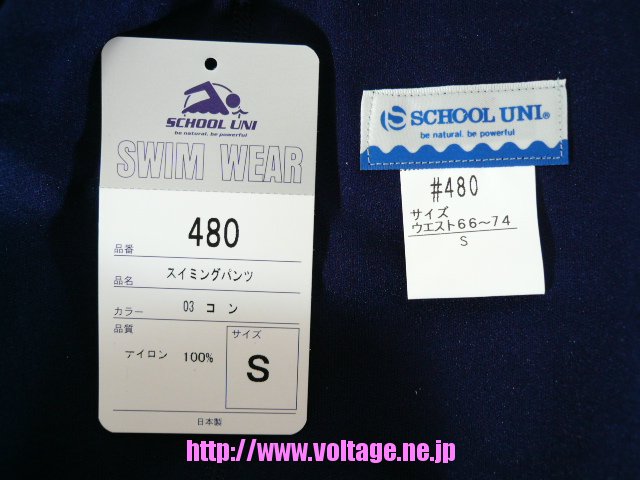 SCHOOL UNI
be natural. be powerful
SWIM WEAR
品番 480
品名 スイミングパンツ
カラー 03 コン
品質
ナイロン 100%
サイズ
S
日本製
S SCHOOL UNI®
be natural. be powerful
#480
サイズ
ウエスト66〜74
S
http://www.voltage.ne.jp